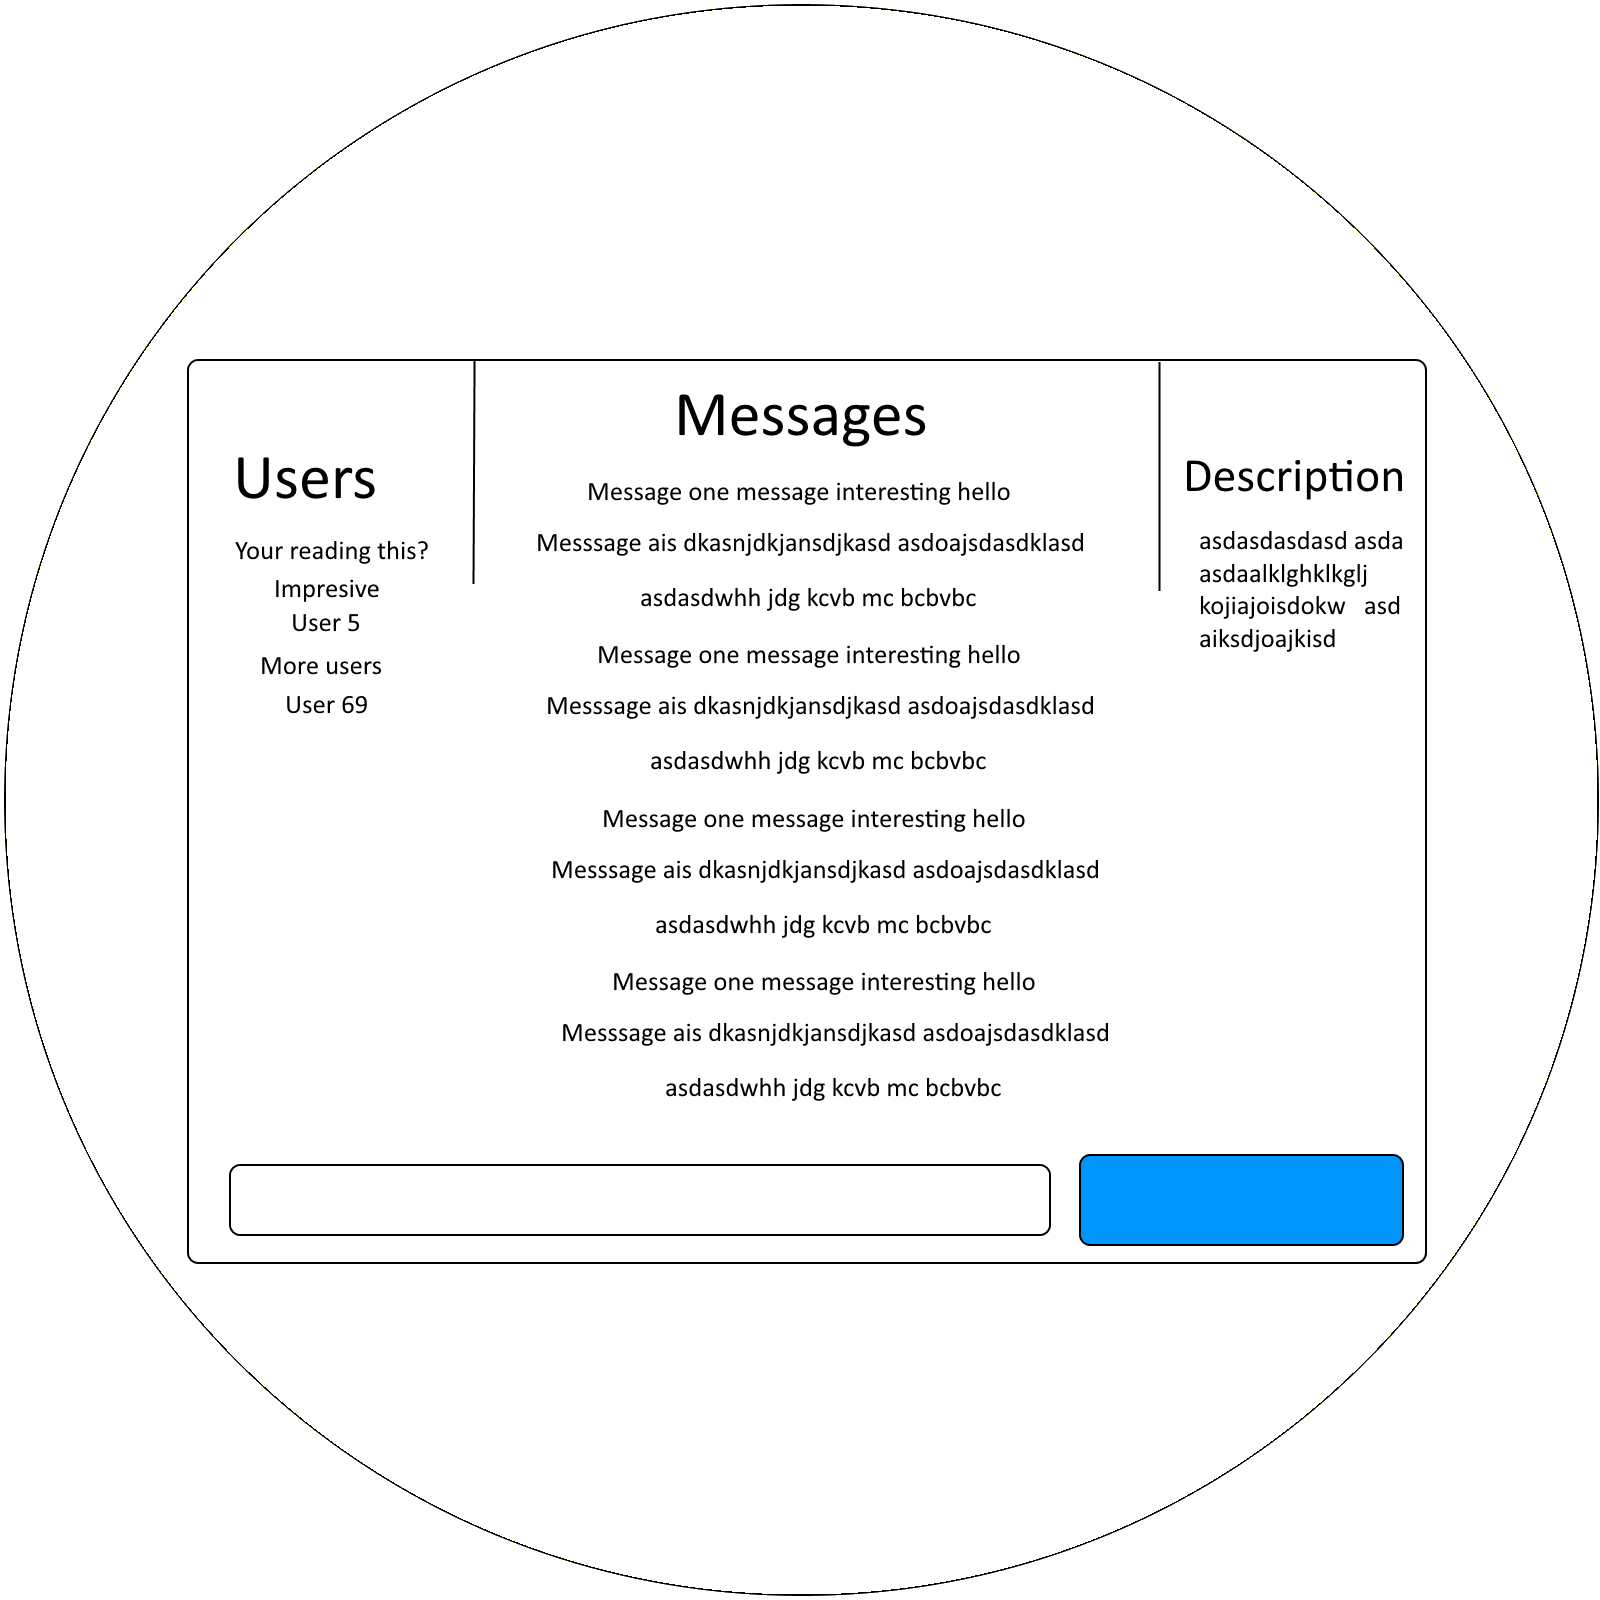 Users
Your reading this?
Impresive
User 5
More users
User 69
Messages
Message one message interesting hello
Messsage ais dkasnjdkjansdjkasd asdoajsdasdklasd
asdasdwhh jdg kcvb mc bcbvbc
Message one message interesting hello
Messsage ais dkasnjdkjansdjkasd asdoajsdasdklasd
asdasdwhh jdg kcvb mc bcbvbc
Message one message interesting hello
Messsage ais dkasnjdkjansdjkasd asdoajsdasdklasd
asdasdwhh jdg kcvb mc bcbvbc
Message one message interesting hello
Messsage ais dkasnjdkjansdjkasd asdoajsdasdklasd
asdasdwhh jdg kcvb mc bcbvbc
Description
asdasdasdasd asda
asdaalklghklkglj
kojiajoisdokw asd
aiksdjoajkisd